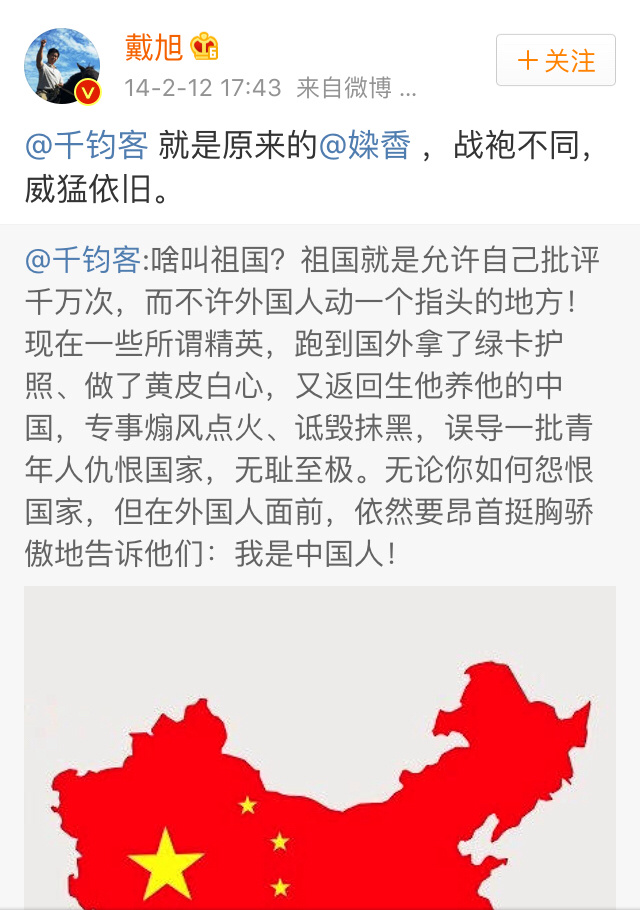 戴旭
＋关注
14-2-12 17:43 来自微博 ...
@千钧客 就是原来的@媣馫 ，战袍不同，
威猛依旧。
@千钧客:啥叫祖国？祖国就是允许自己批评
千万次，而不许外国人动一个指头的地方！
现在一些所谓精英，跑到国外拿了绿卡护
照、做了黄皮白心，又返回生他养他的中
国，专事煽风点火、诋毁抹黑，误导一批青
年人仇恨国家，无耻至极。无论你如何怨恨
国家，但在外国人面前，依然要昂首挺胸骄
傲地告诉他们：我是中国人！